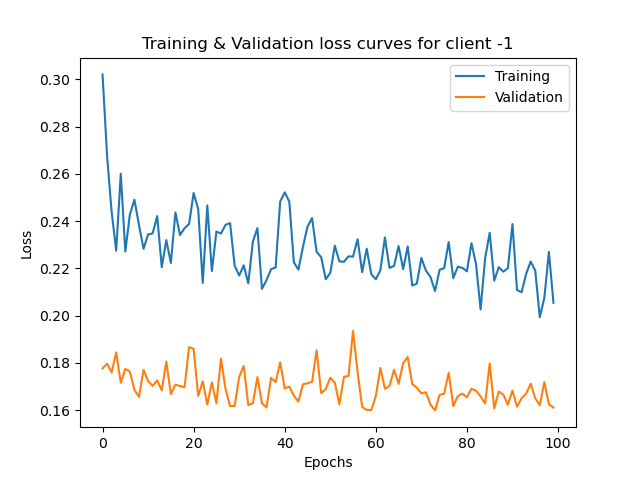 Training & Validation loss curves for client -1
Training
Validation
0.30
0.28
0.26
0.24
0.22
0.20
0.18
0.16
Loss
0
20
40
60
80
100
Epochs